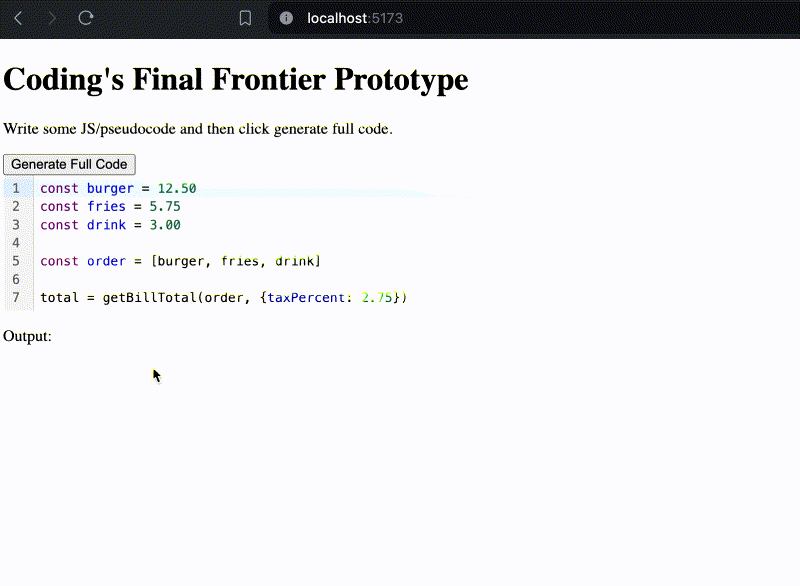 localhost:5173
Coding's Final Frontier Prototype
Write some JS/pseudocode and then click generate full code.
Generate Full Code
1 const burger = 12.50
2 const fries = 5.75
3 const drink = 3.00
4
5 const order = [burger, fries, drink]
6
7 total = getBillTotal(order, {taxPercent: 2.75})
Output: